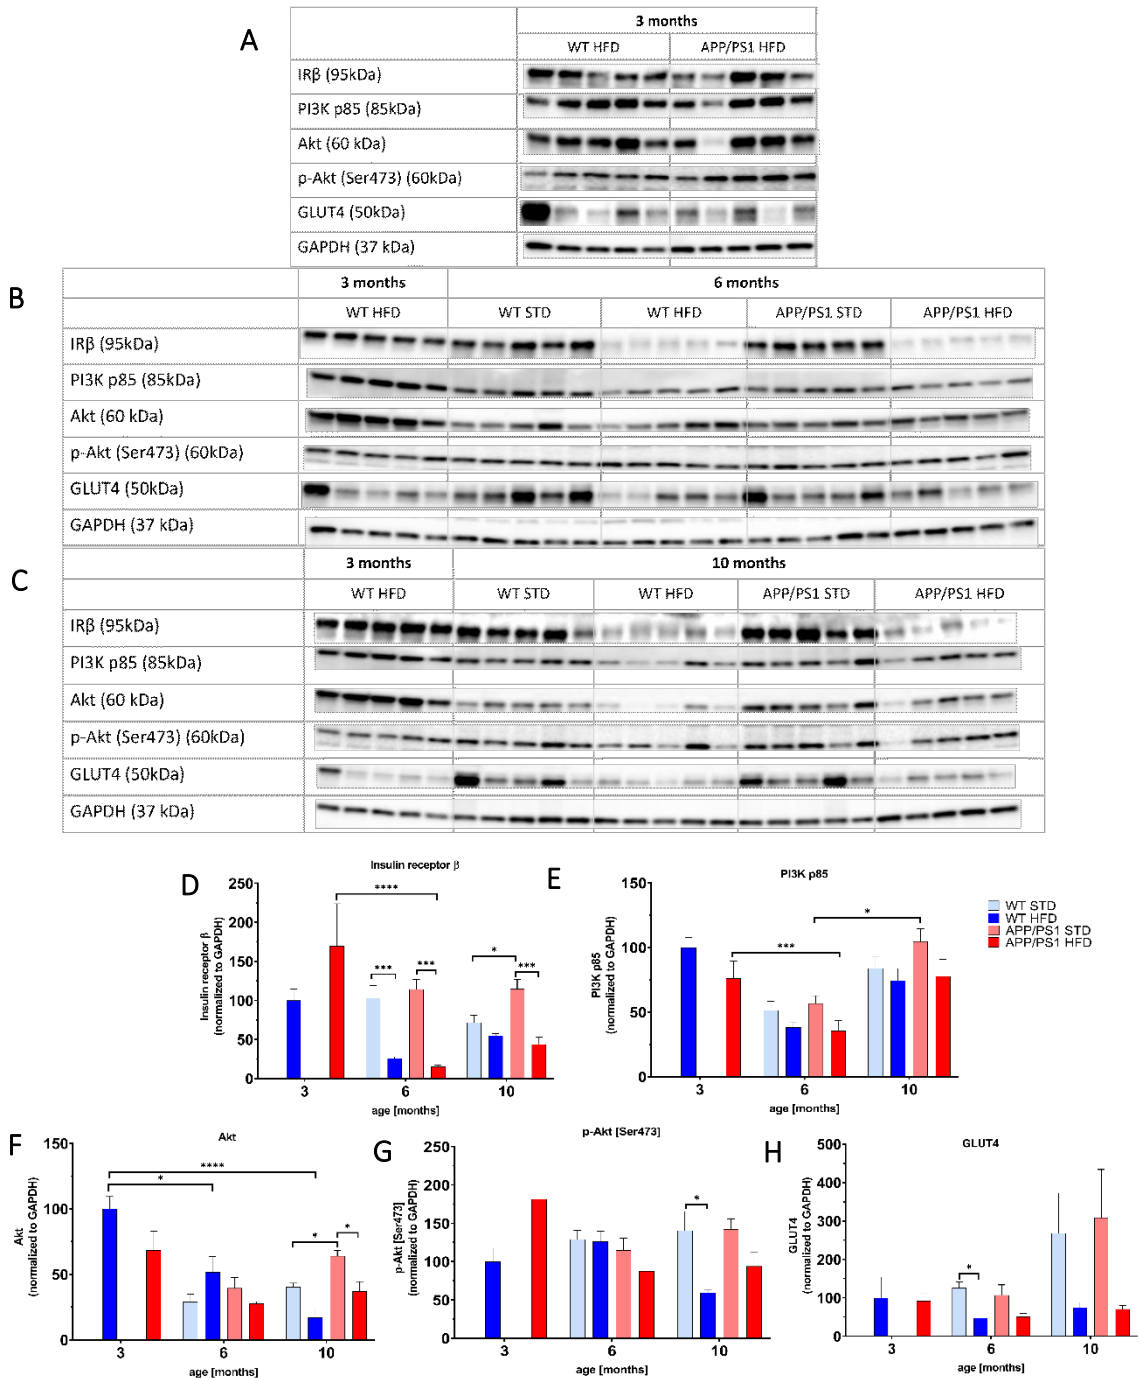 A
3 months
WT HFD APP/PS1 HFD
IRβ (95kDa)
PI3K p85 (85kDa)
Akt (60 kDa)
p-Akt (Ser473) (60kDa)
GLUT4 (50kDa)
GAPDH (37 kDa)
B
3 months 6 months
WT HFD WT STD WT HFD APP/PS1 STD APP/PS1 HFD
IRβ (95kDa)
PI3K p85 (85kDa)
Akt (60 kDa)
p-Akt (Ser473) (60kDa)
GLUT4 (50kDa)
GAPDH (37 kDa)
C
3 months 10 months
WT HFD WT STD WT HFD APP/PS1 STD APP/PS1 HFD
IRβ (95kDa)
PI3K p85 (85kDa)
Akt (60 kDa)
p-Akt (Ser473) (60kDa)
GLUT4 (50kDa)
GAPDH (37 kDa)
D
Insulin receptor β
Insulin receptor β
(normalized to GAPDH)
250
200
150
100
50
0
****
***
***
*
***
3 6 10
age [months]
E
PI3K p85
PI3K p85
(normalized to GAPDH)
150
100
50
0
***
*
3 6 10
age [months]
WT STD
WT HFD
APP/PS1 STD
APP/PS1 HFD
F
Akt
Akt
(normalized to GAPDH)
150
100
50
0
****
*
*
*
3 6 10
age [months]
G
p-Akt [Ser473]
p-Akt [Ser473]
(normalized to GAPDH)
250
200
150
100
50
0
*
3 6 10
age [months]
H
GLUT4
GLUT4
(normalized to GAPDH)
500
400
300
200
100
0
*
3 6 10
age [months]